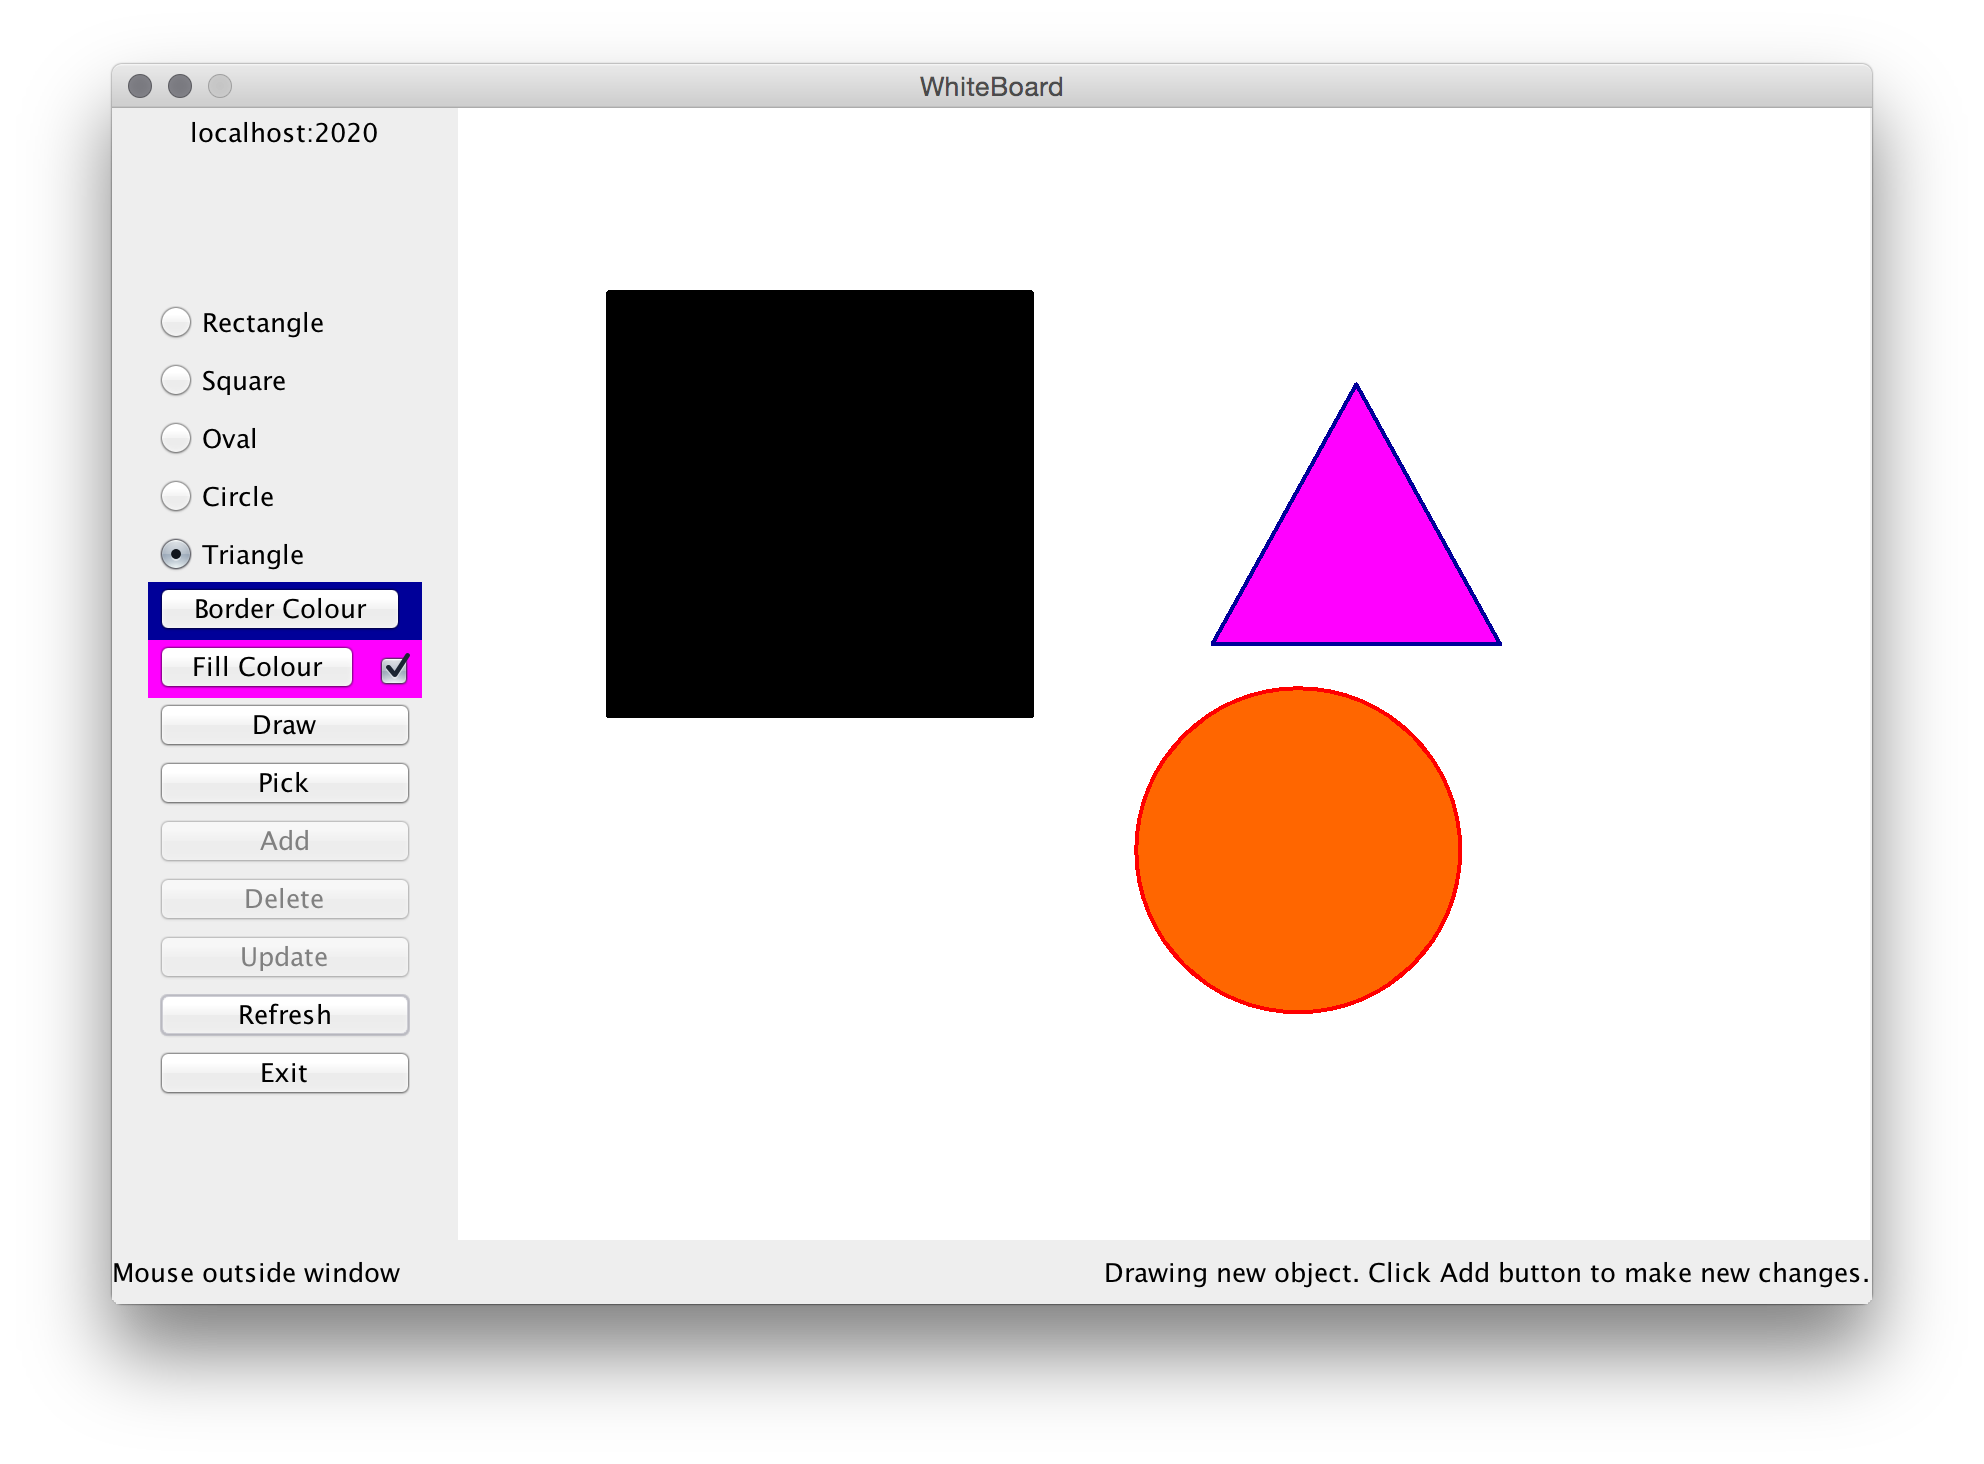 WhiteBoard
localhost:2020
Rectangle
Square
Oval
Circle
Triangle
Border Colour
Fill Colour
Draw
Pick
Add
Delete
Update
Refresh
Exit
Mouse outside window
Drawing new object. Click Add button to make new changes.